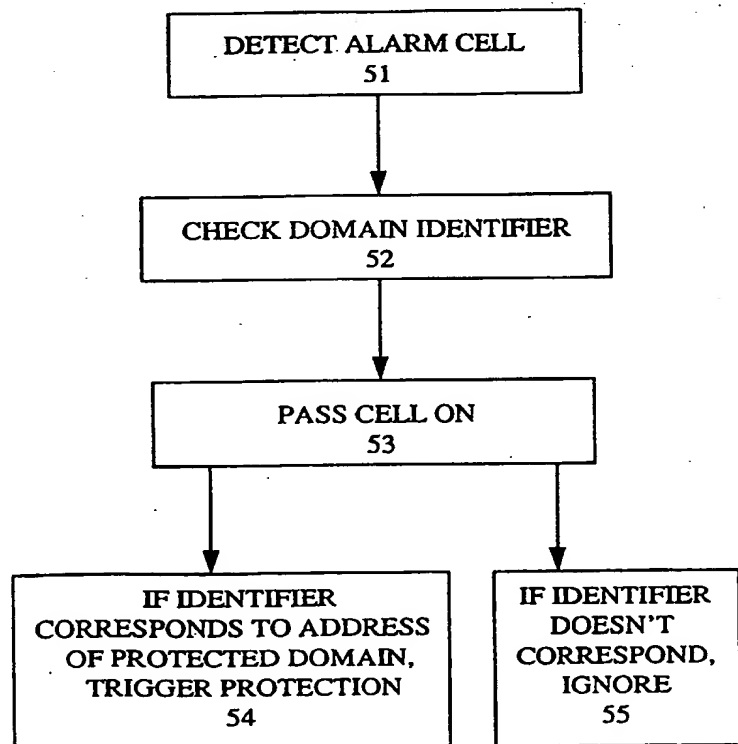 DETECT ALARM CELL
51
CHECK DOMAIN IDENTIFIER
52
PASS CELL ON
53
IF IDENTIFIER
CORRESPONDS TO ADDRESS
OF PROTECTED DOMAIN,
TRIGGER PROTECTION
54
IF IDENTIFIER
DOESN'T
CORRESPOND,
IGNORE
55